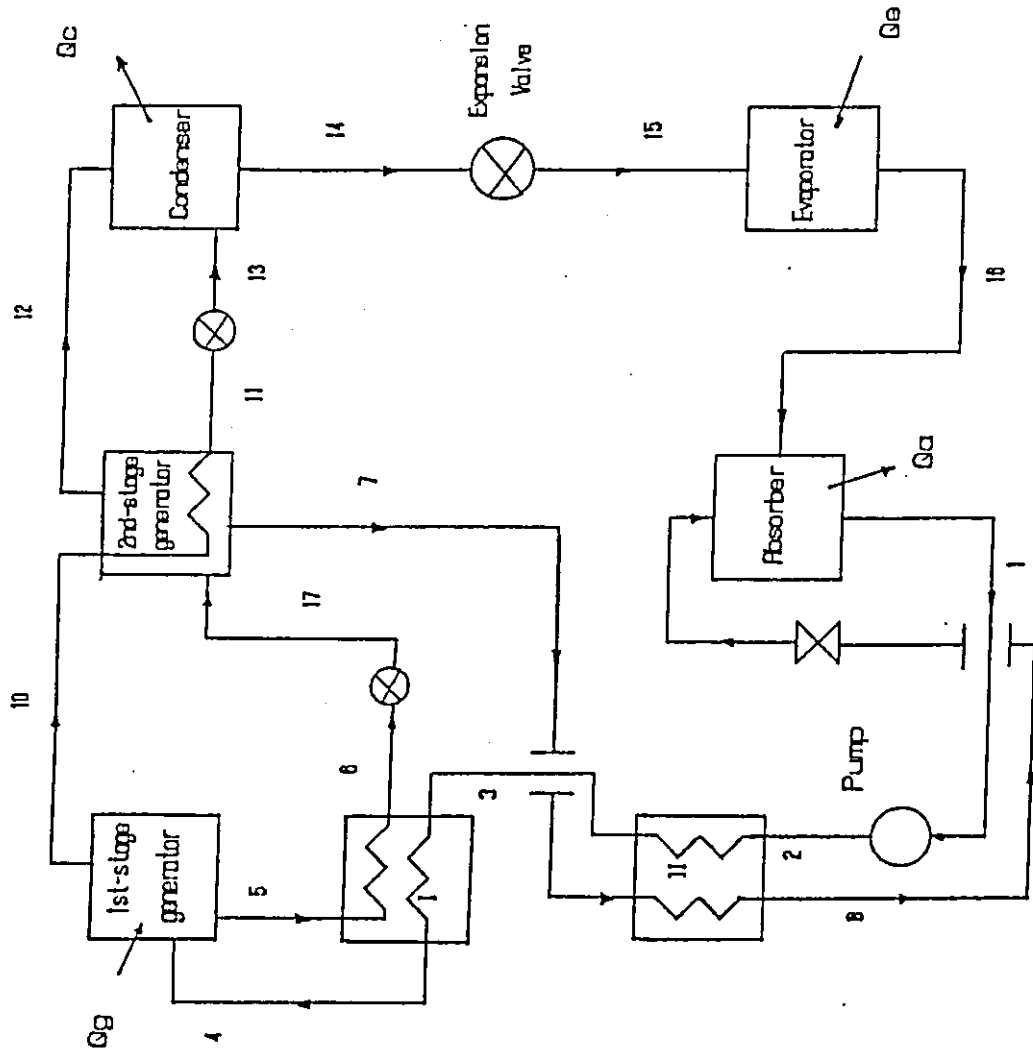 Qg
1st-stage
generator
10
2nd-stage
generator
12
Condenser
Qc
4
5
I
6
17
11
13
14
Expansion
Valve
7
3
II
2
8
Pump
1
Absorber
Qa
15
Evaporator
Qe
16